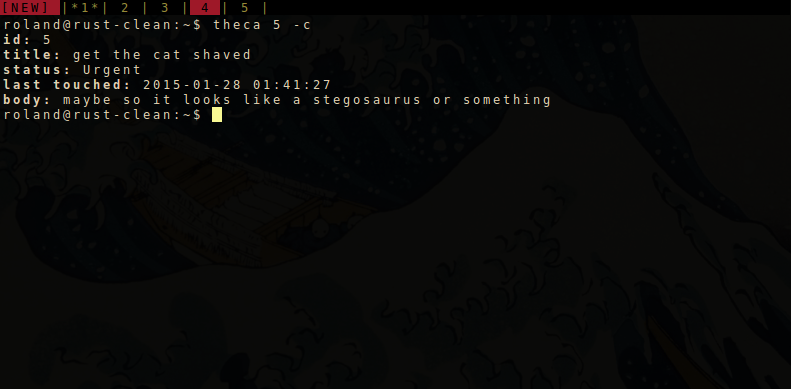 [NEW] |*1*| 2 | 3 | 4 | 5 |
roland@rust-clean:~$ theca 5 -c
id: 5
title: get the cat shaved
status: Urgent
last touched: 2015-01-28 01:41:27
body: maybe so it looks like a stegosaurus or something
roland@rust-clean:~$